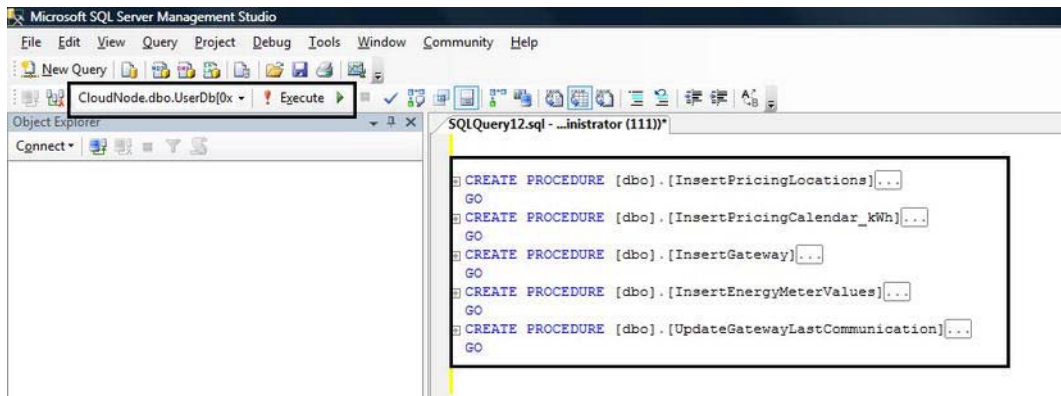 Microsoft SQL Server Management Studio
File Edit View Query Project Debug Tools Window Community Help
New Query
CloudNode.dbo.UserDb[0x Execute
Object Explorer
SQLQuery12.sql - ...inistrator (111))*
Connect
CREATE PROCEDURE [dbo].[InsertPricingLocations]...
GO
CREATE PROCEDURE [dbo].[InsertPricingCalendar_kWh]...
GO
CREATE PROCEDURE [dbo].[InsertGateway]...
GO
CREATE PROCEDURE [dbo].[InsertEnergyMeterValues]...
GO
CREATE PROCEDURE [dbo].[UpdateGatewayLastCommunication]...
GO